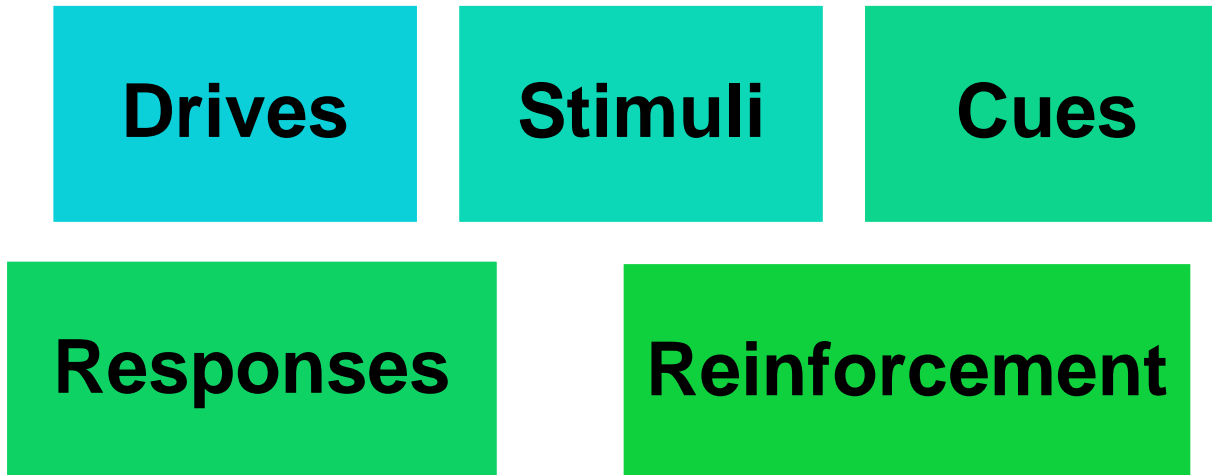 Drives
Stimuli
Cues
Responses
Reinforcement